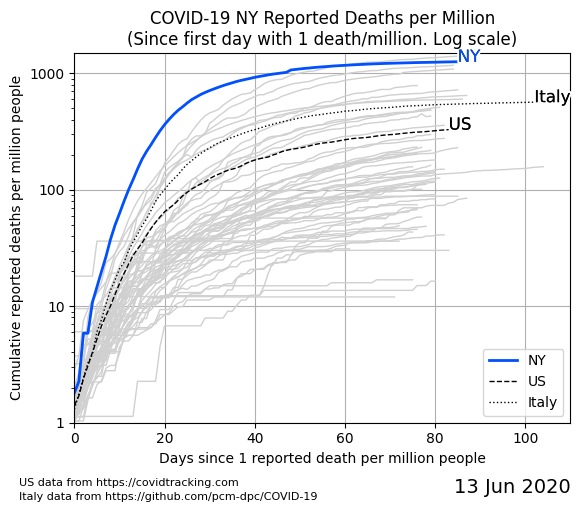 COVID-19 NY Reported Deaths per Million
(Since first day with 1 death/million. Log scale)
NY
Italy
US
1000
100
10
1
Cumulative reported deaths per million people
0 20 40 60 80 100
Days since 1 reported death per million people
NY
US
Italy
US data from https://covidtracking.com
Italy data from https://github.com/pcm-dpc/COVID-19
13 Jun 2020